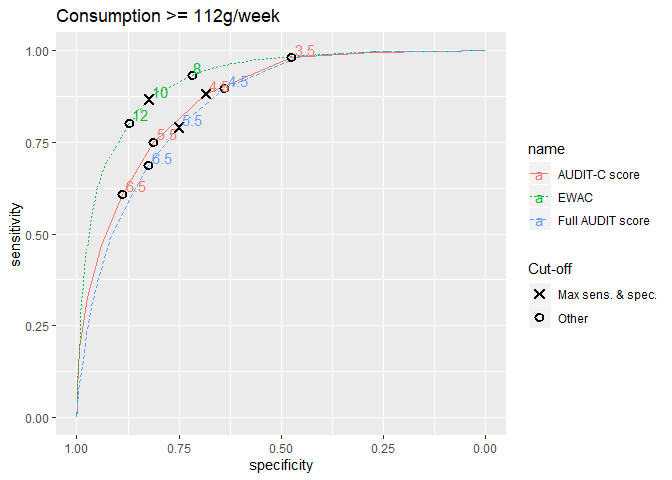 Consumption >= 112g/week
1.00
0.75
0.50
0.25
0.00
sensitivity
3.5
8
4.5
4.5
10
12
5.5
5.5
6.5
6.5
1.00
0.75
0.50
0.25
0.00
specificity
name
a AUDIT-C score
a EWAC
a Full AUDIT score
Cut-off
Max sens. & spec.
Other